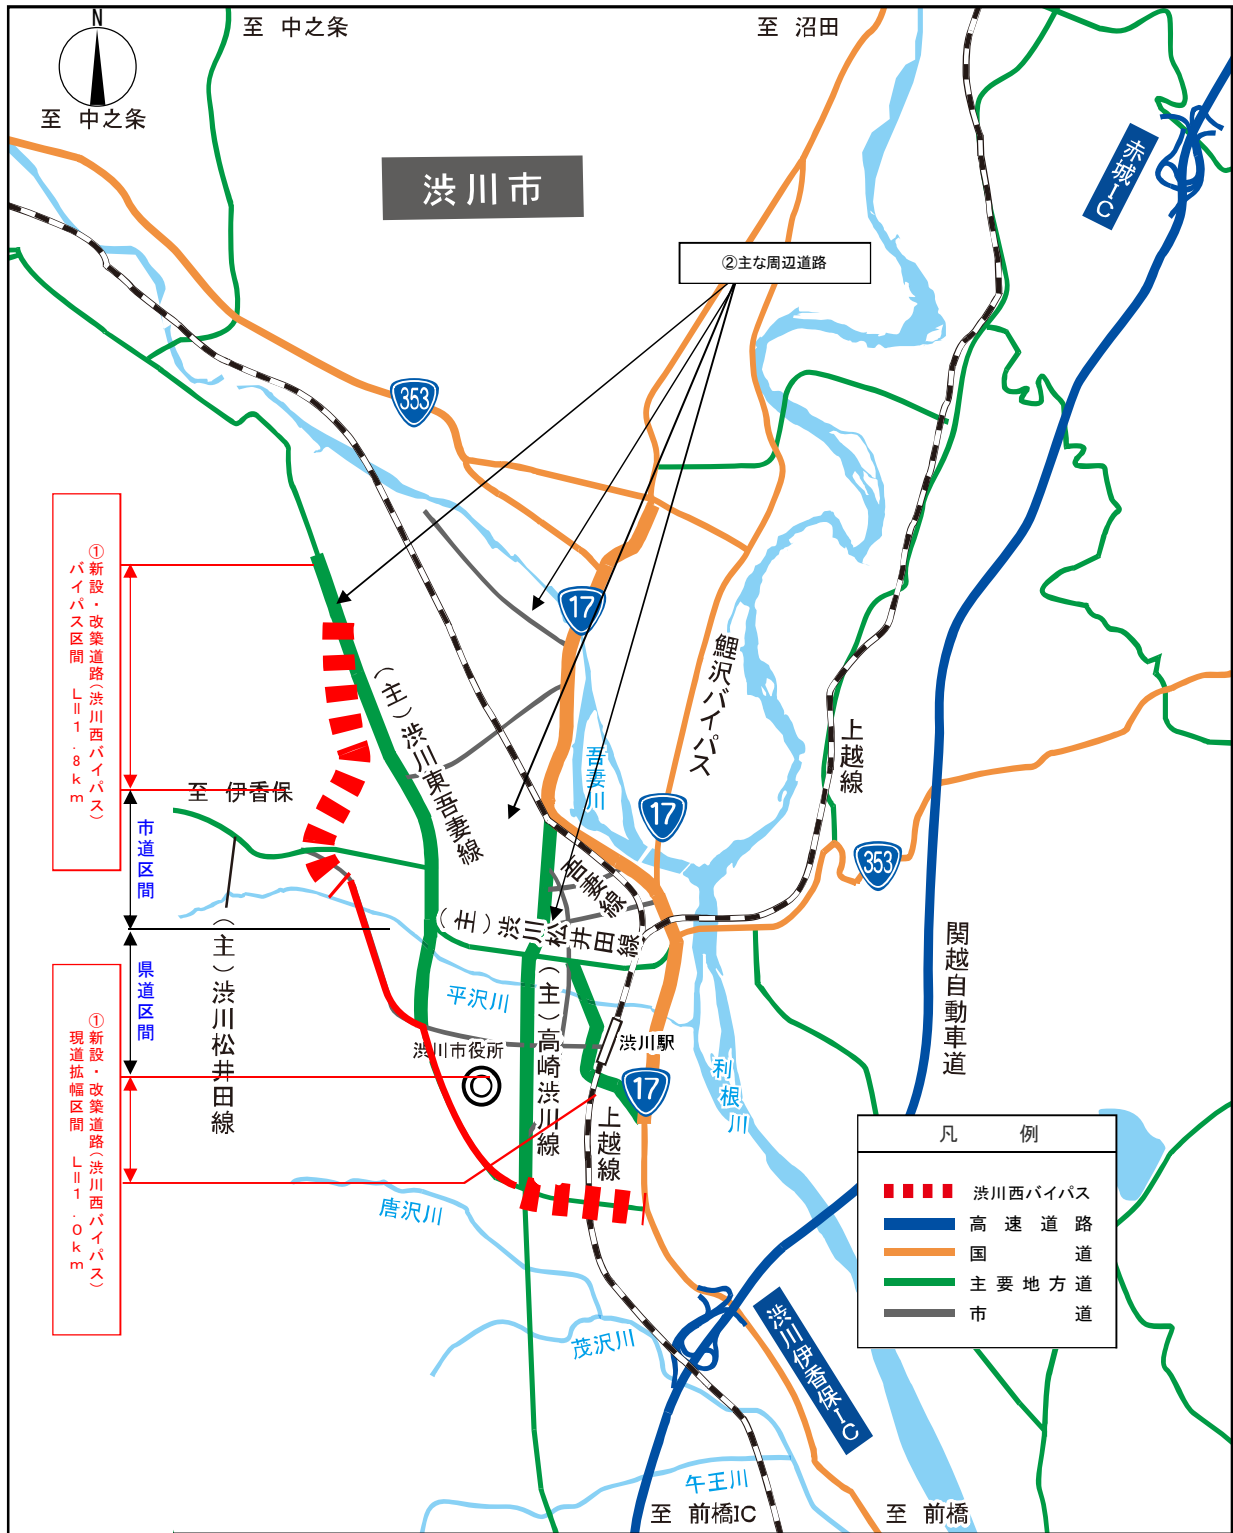 N
至 中之条
至 沼田
至 中之条
渋川市
赤城IC
②主な周辺道路
353
①新設・改築道路(渋川西バイパス)
バイパス区間 L=1.8km
17
(主)渋川東吾妻線
鯉沢バイパス
上越線
吾妻川
至 伊香保
市道区間
17
353
吾妻線
(主)渋川松井田線
(主)渋川松井田線
関越自動車道
県道区間
平沢川
(主)高崎渋川線
渋川駅
渋川市役所
利根川
17
①新設・改築道路(渋川西バイパス)
現道拡幅区間 L=1.0km
上越線
唐沢川
凡 例
渋川西バイパス
高速道路
国道
主要地方道
市道
茂沢川
渋川伊香保IC
午王川
至 前橋IC
至 前橋